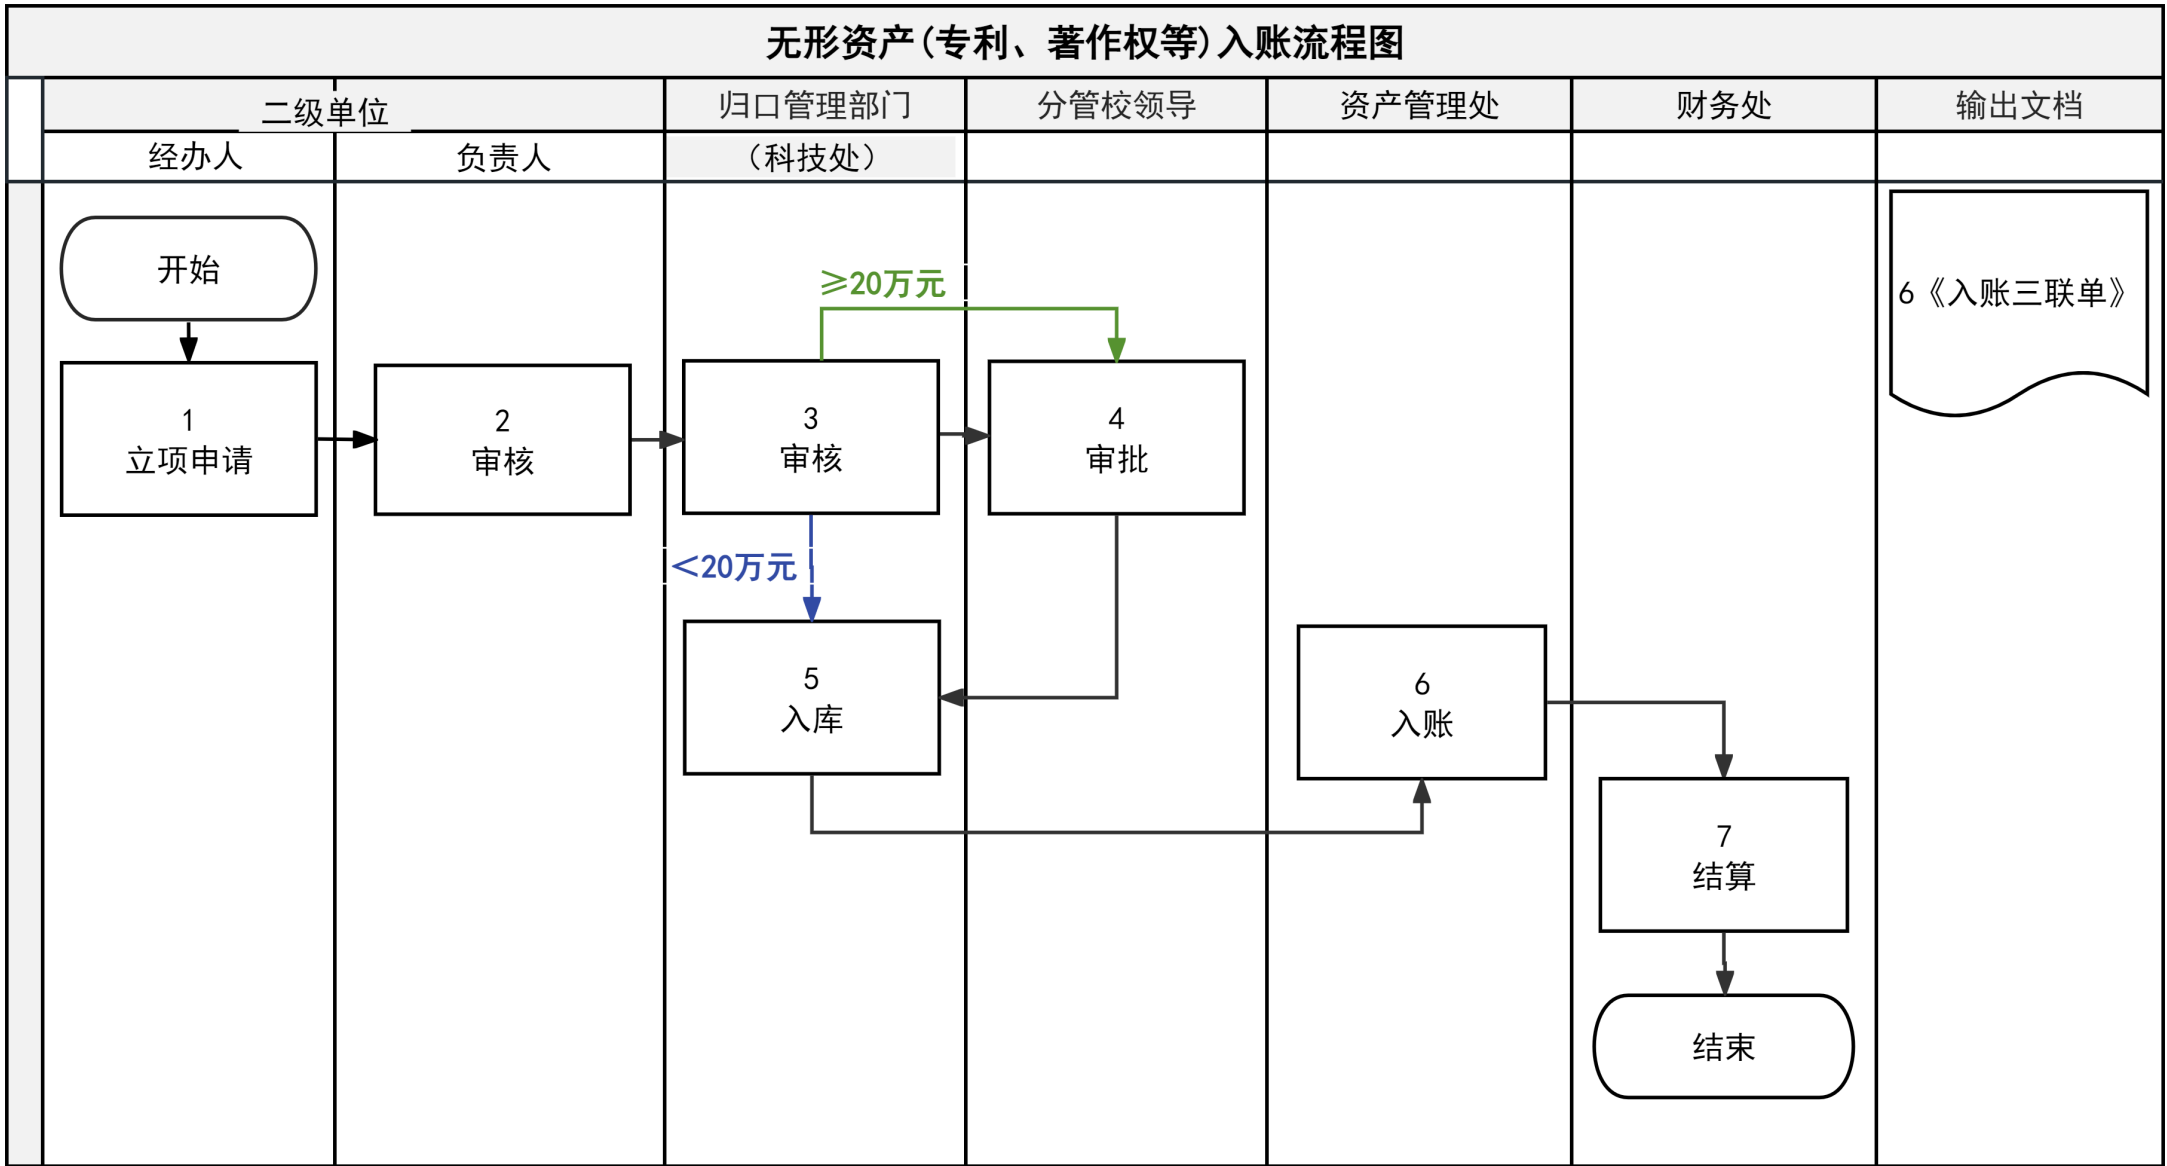 无形资产(专利、著作权等)入账流程图
二级单位
归口管理部门
分管校领导
资产管理处
财务处
输出文档
经办人
负责人
（科技处）
开始
6《入账三联单》
≥20万元
1
立项申请
2
审核
3
审核
4
审批
<20万元
5
入库
6
入账
7
结算
结束